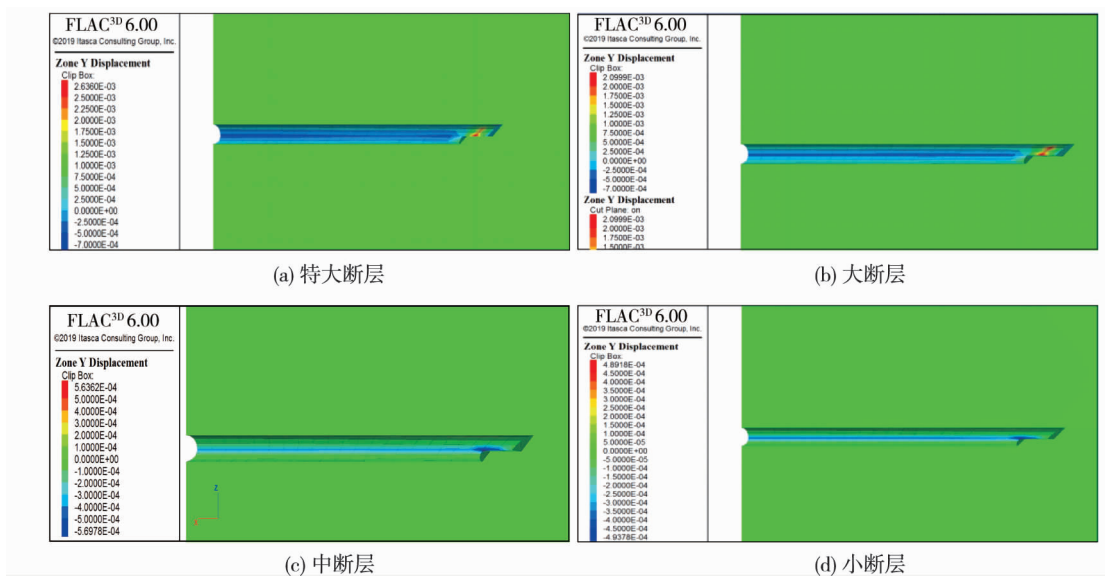 FLAC3D 6.00
©2019 Itasca Consulting Group, Inc.
Zone Y Displacement
Clip Box:
2.6360E-03
2.5000E-03
2.2500E-03
2.0000E-03
1.7500E-03
1.5000E-03
1.2500E-03
1.0000E-03
7.5000E-04
5.0000E-04
2.5000E-04
0.0000E+00
-2.5000E-04
-5.0000E-04
-7.0000E-04
(a) 特大断层
FLAC3D 6.00
©2019 Itasca Consulting Group, Inc.
Zone Y Displacement
Clip Box:
2.0999E-03
2.0000E-03
1.7500E-03
1.5000E-03
1.2500E-03
1.0000E-03
7.5000E-04
5.0000E-04
2.5000E-04
0.0000E+00
-2.5000E-04
-5.0000E-04
-7.0000E-04
Zone Y Displacement
Cut Plane: on
2.0999E-03
2.0000E-03
1.7500E-03
1.5000E-03
(b) 大断层
FLAC3D 6.00
©2019 Itasca Consulting Group, Inc.
Zone Y Displacement
Clip Box:
5.6362E-04
5.0000E-04
4.0000E-04
3.0000E-04
2.0000E-04
1.0000E-04
0.0000E+00
-1.0000E-04
-2.0000E-04
-3.0000E-04
-4.0000E-04
-5.0000E-04
-5.6978E-04
Z
(c) 中断层
FLAC3D 6.00
©2019 Itasca Consulting Group, Inc.
Zone Y Displacement
Clip Box:
4.8918E-04
4.5000E-04
4.0000E-04
3.5000E-04
3.0000E-04
2.5000E-04
2.0000E-04
1.5000E-04
1.0000E-04
5.0000E-05
0.0000E+00
-5.0000E-05
-1.0000E-04
-1.5000E-04
-2.0000E-04
-2.5000E-04
-3.0000E-04
-3.5000E-04
-4.0000E-04
-4.5000E-04
-4.9378E-04
(d) 小断层